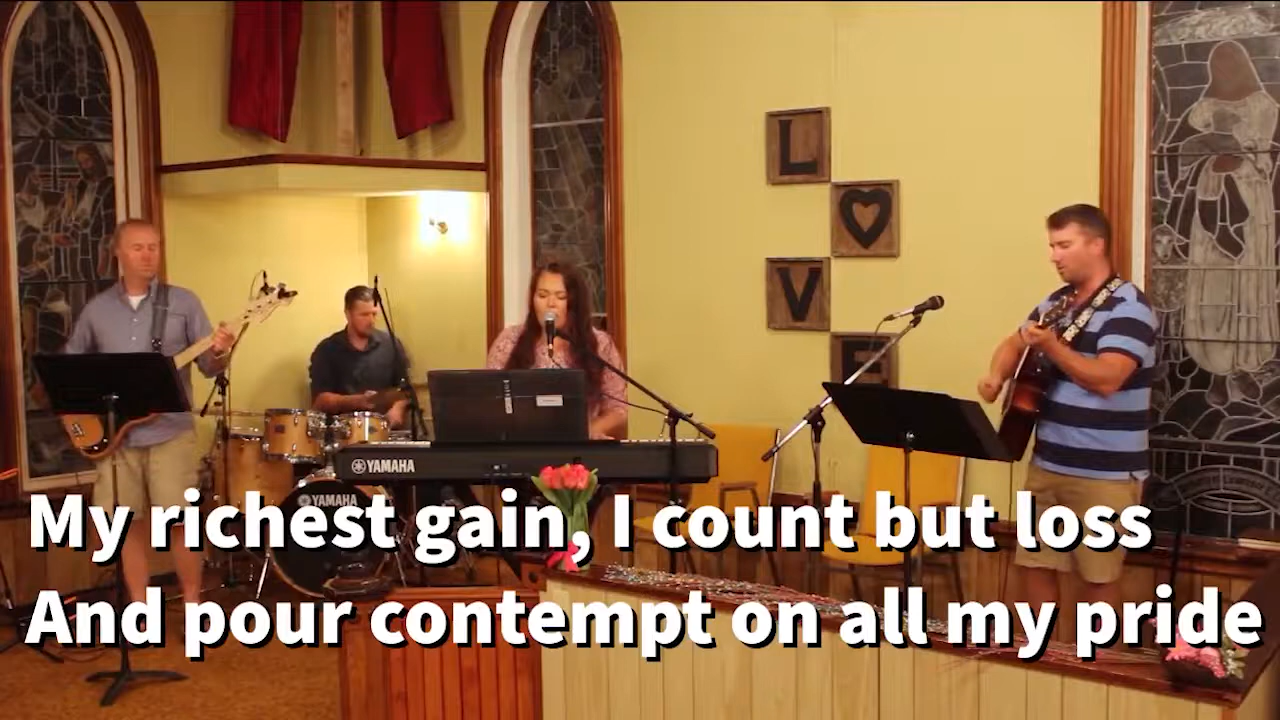 L
V
E
YAMAHA
YAMAHA
My richest gain, I count but loss
And pour contempt on all my pride